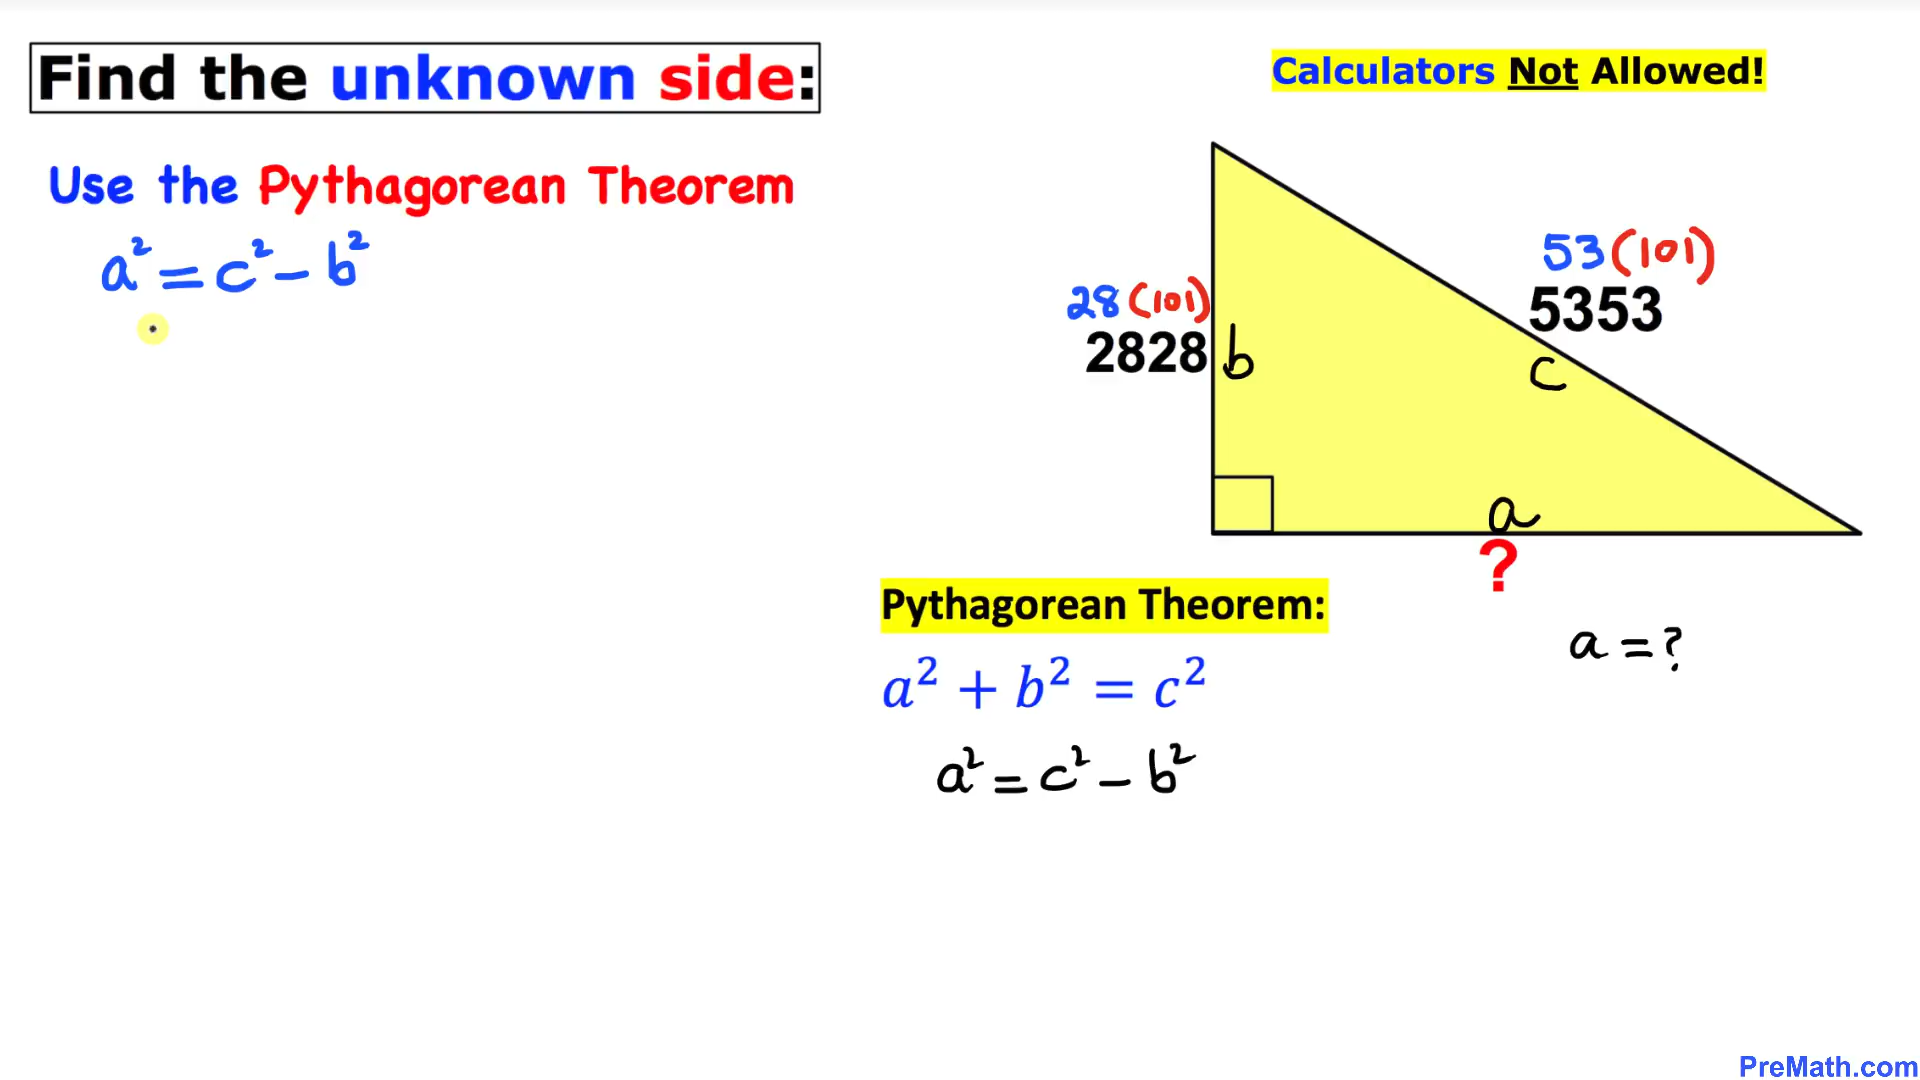 Find the unknown side:
Calculators Not Allowed!
Use the Pythagorean Theorem
a² = c² - b²
53(101)
5353
28(101)
2828
b
c
a
?
Pythagorean Theorem:
a² + b² = c²
a = ?
a² = c² - b²
PreMath.com